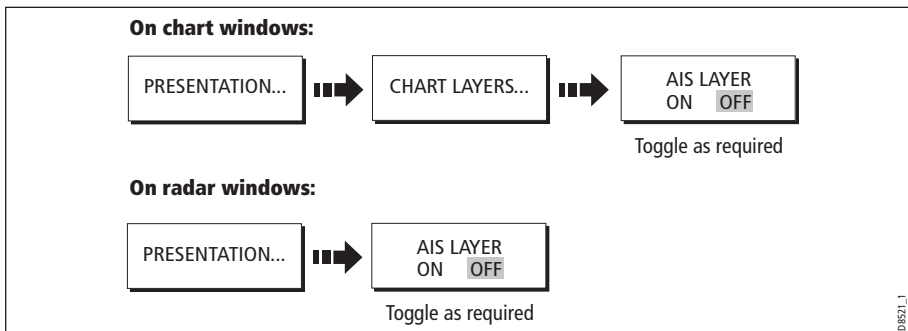 On chart windows:
PRESENTATION...
CHART LAYERS...
AIS LAYER
ON OFF
Toggle as required
On radar windows:
PRESENTATION...
AIS LAYER
ON OFF
Toggle as required
D8521_1